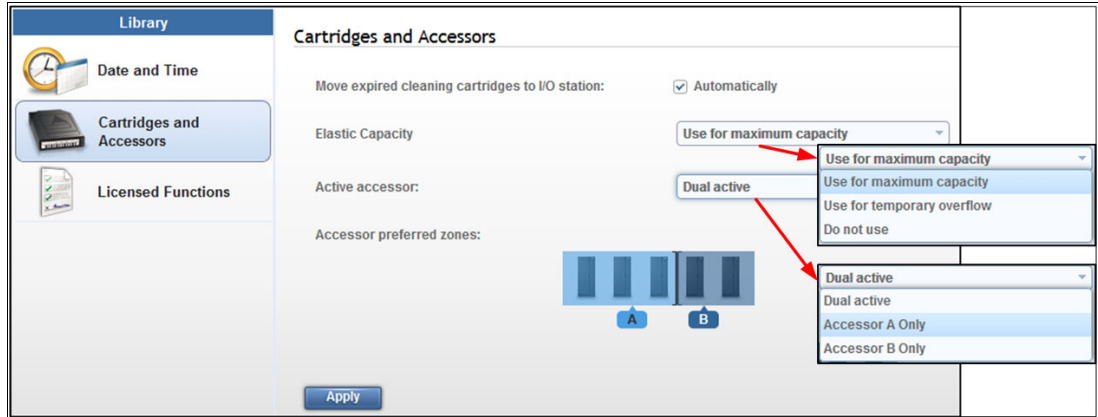 Library
Date and Time
Cartridges and
Accessors
Licensed Functions
Cartridges and Accessors
Move expired cleaning cartridges to I/O station:
Automatically
Elastic Capacity
Use for maximum capacity
Active accessor:
Dual active
Accessor preferred zones:
A
B
Apply
Use for maximum capacity
Use for maximum capacity
Use for temporary overflow
Do not use
Dual active
Dual active
Accessor A Only
Accessor B Only